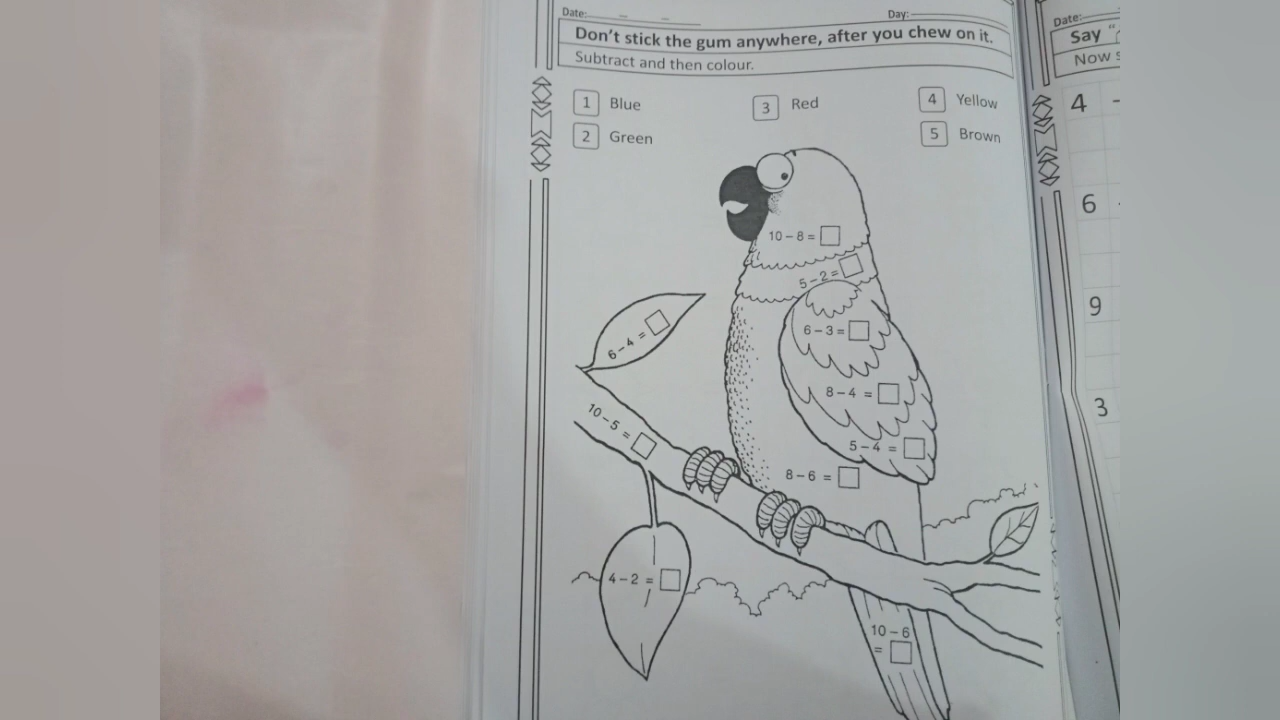 Date:
Day:
Don't stick the gum anywhere, after you chew on it.
Subtract and then colour.
1 Blue
3 Red
4 Yellow
2 Green
5 Brown
10 – 8 =
5 – 2 =
6 – 4 =
6 – 3 =
8 – 4 =
10 – 5 =
5 – 4 =
8 – 6 =
4 – 2 =
10 – 6
=
Date:
Say
Now
4 -
6
9
3